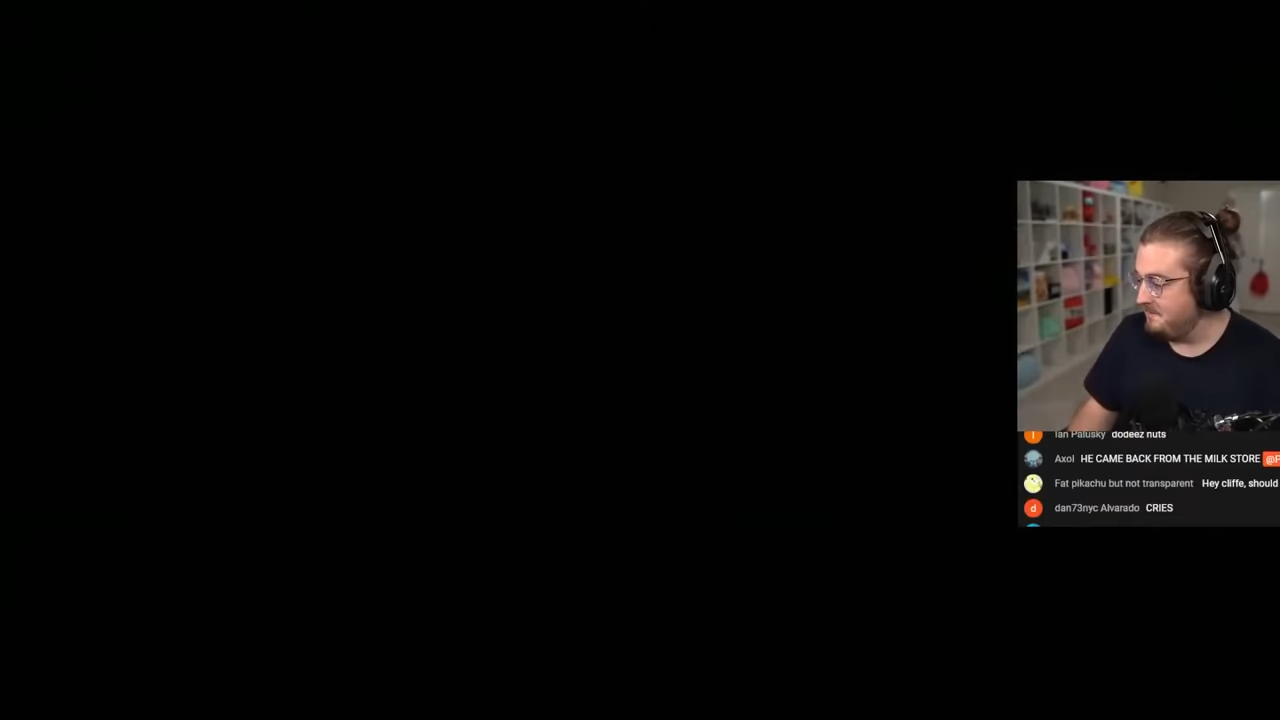 Ian Palusky dodeez nuts
Axol HE CAME BACK FROM THE MILK STORE @P
Fat pikachu but not transparent Hey cliffe, should
d dan73nyc Alvarado CRIES